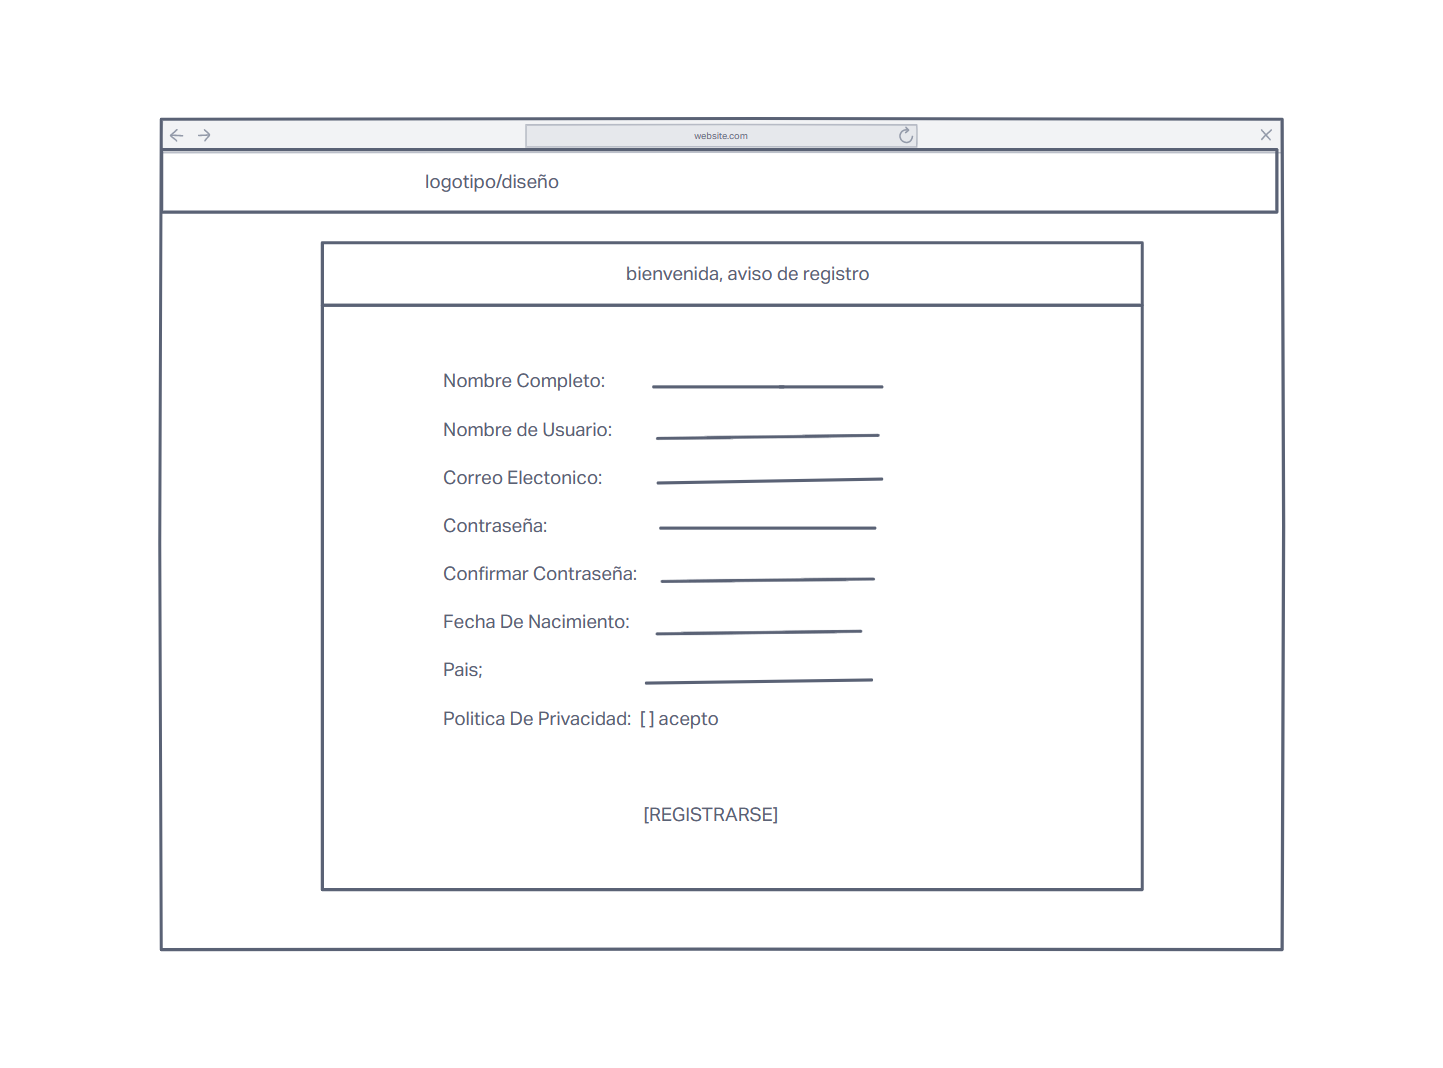 website.com
logotipo/diseño
bienvenida, aviso de registro
Nombre Completo:
Nombre de Usuario:
Correo Electonico:
Contraseña:
Confirmar Contraseña:
Fecha De Nacimiento:
Pais;
Politica De Privacidad: [ ] acepto
[REGISTRARSE]